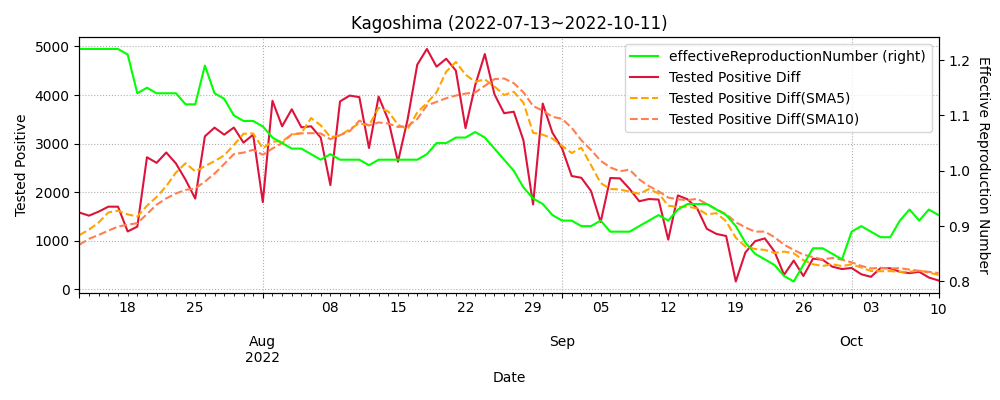 Kagoshima (2022-07-13~2022-10-11)
effectiveReproductionNumber (right)
Tested Positive Diff
Tested Positive Diff(SMA5)
Tested Positive Diff(SMA10)
Tested Positive
5000
4000
3000
2000
1000
0
Effective Reproduction Number
1.2
1.1
1.0
0.9
0.8
18 25 08 15 22 29 05 12 19 26 03 10
Aug Sep Oct
2022
Date